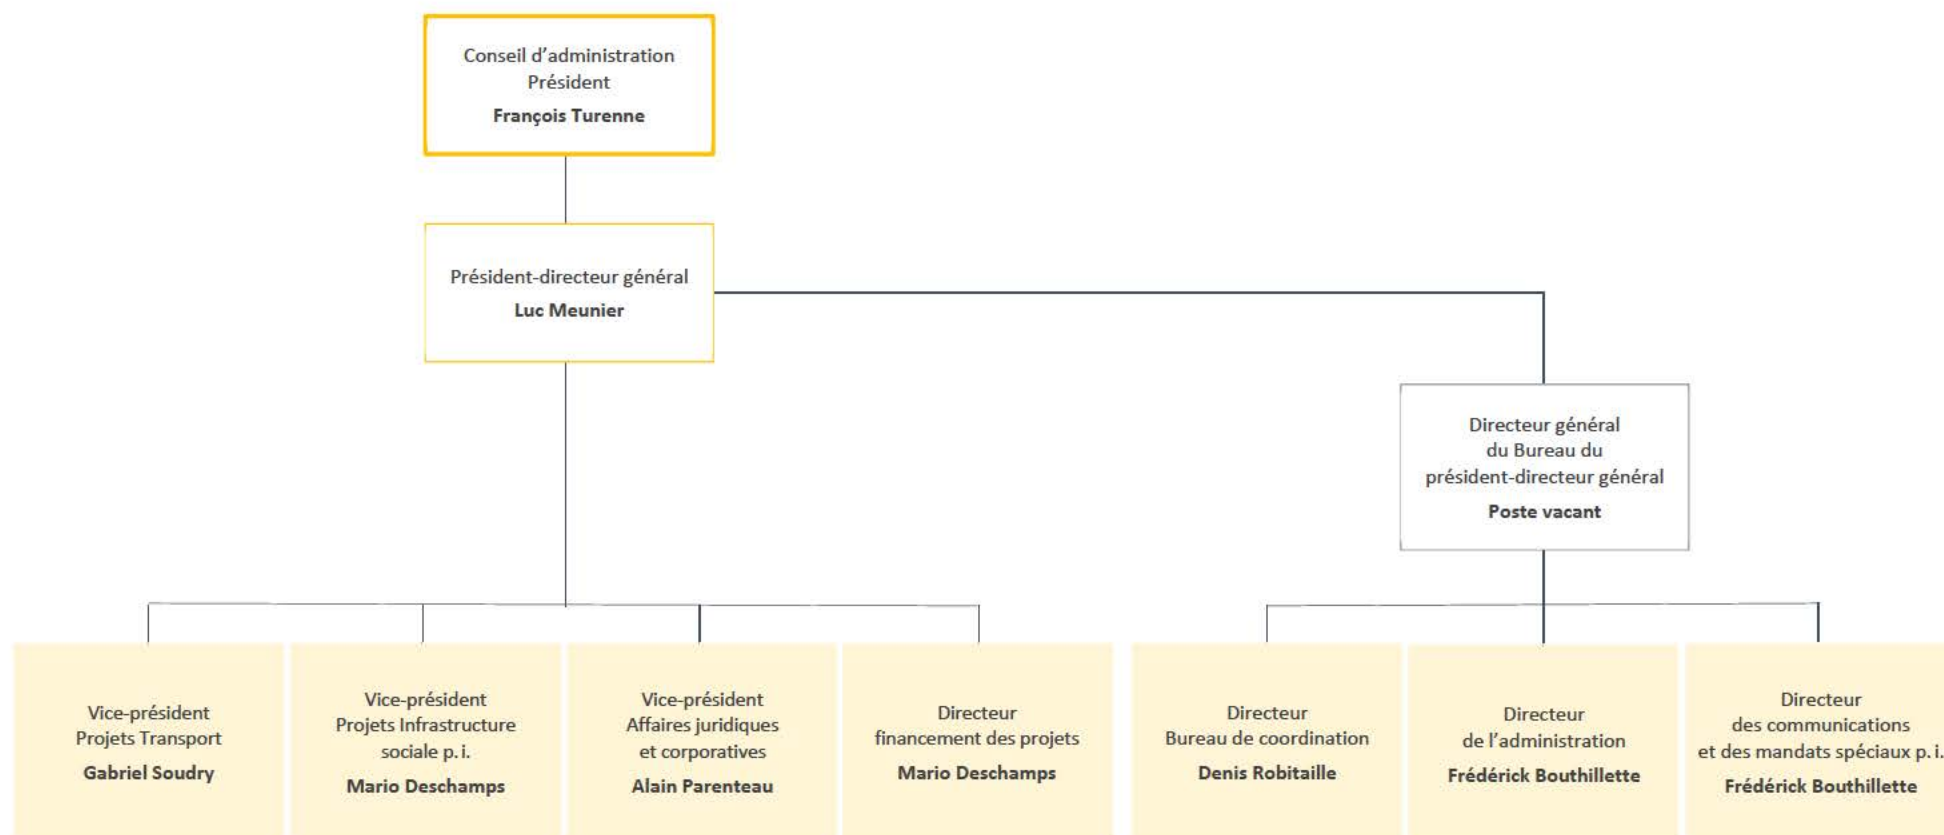 Conseil d’administration
Président
François Turenne
Président-directeur général
Luc Meunier
Directeur général
du Bureau du
président-directeur général
Poste vacant
Vice-président
Projets Transport
Gabriel Soudry
Vice-président
Projets Infrastructure
sociale p. i.
Mario Deschamps
Vice-président
Affaires juridiques
et corporatives
Alain Parenteau
Directeur
financement des projets
Mario Deschamps
Directeur
Bureau de coordination
Denis Robitaille
Directeur
de l’administration
Frédérick Bouthillette
Directeur
des communications
et des mandats spéciaux p. i.
Frédérick Bouthillette